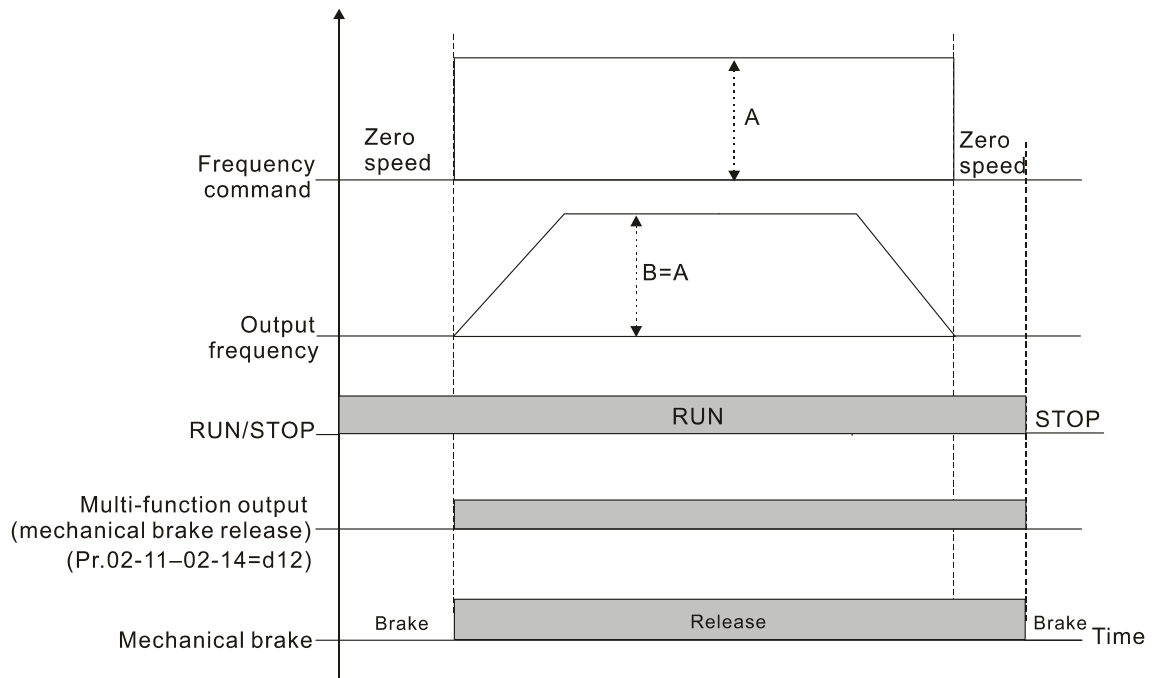 Zero
speed
A
Zero
speed
Frequency
command
B=A
Output
frequency
RUN
STOP
RUN/STOP
Multi-function output
(mechanical brake release)
(Pr.02-11–02-14=d12)
Brake
Release
Brake
Mechanical brake
Time